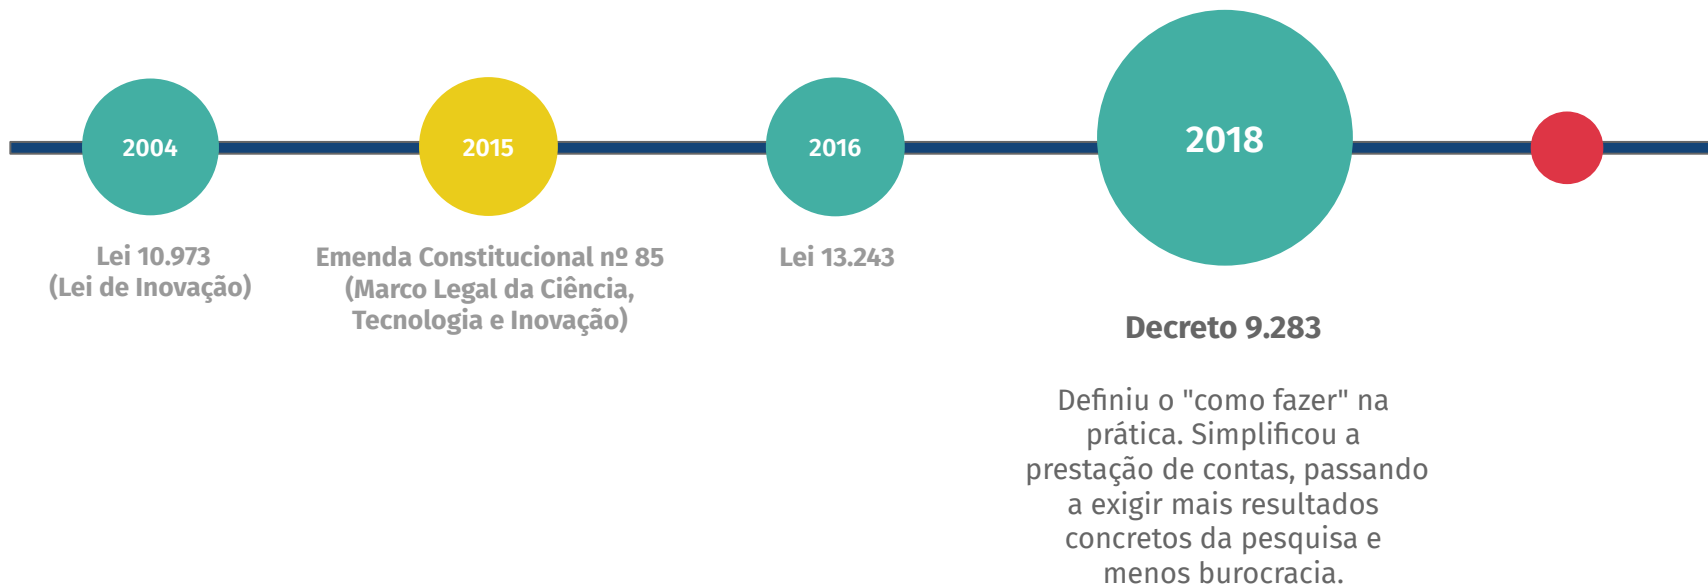 2004
Lei 10.973
(Lei de Inovação)
2015
Emenda Constitucional nº 85
(Marco Legal da Ciência,
Tecnologia e Inovação)
2016
Lei 13.243
2018
Decreto 9.283
Definiu o "como fazer" na
prática. Simplificou a
prestação de contas, passando
a exigir mais resultados
concretos da pesquisa e
menos burocracia.